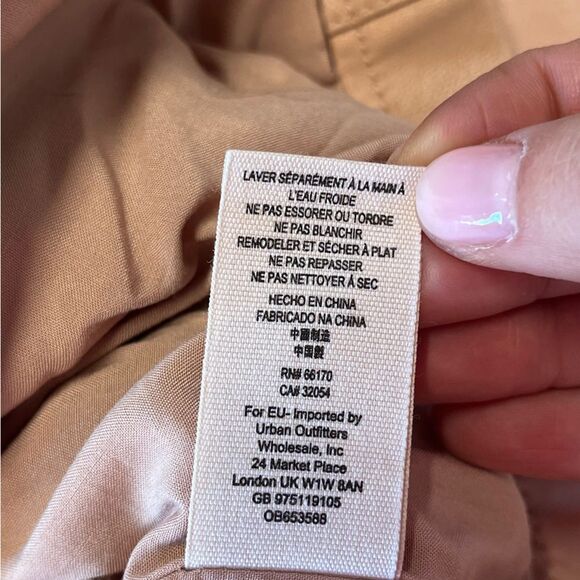 LAVER SÉPARÉMENT À LA MAIN À
L'EAU FROIDE
NE PAS ESSORER OU TORDRE
NE PAS BLANCHIR
REMODELER ET SÉCHER À PLAT
NE PAS REPASSER
NE PAS NETTOYER À SEC
HECHO EN CHINA
FABRICADO NA CHINA
中國制造
中国製
RN# 66170
CA# 32054
For EU- Imported by
Urban Outfitters
Wholesale, Inc
24 Market Place
London UK W1W 8AN
GB 975119105
OB653588